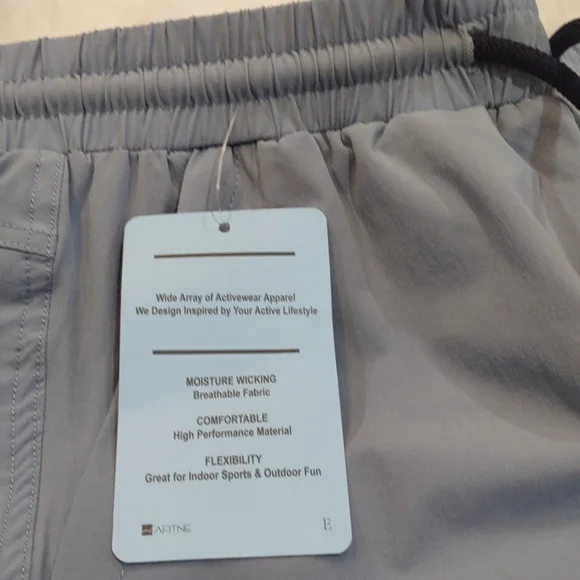 Wide Array of Activewear Apparel
We Design Inspired by Your Active Lifestyle
MOISTURE WICKING
Breathable Fabric
COMFORTABLE
High Performance Material
FLEXIBILITY
Great for Indoor Sports & Outdoor Fun
AFITNE
E